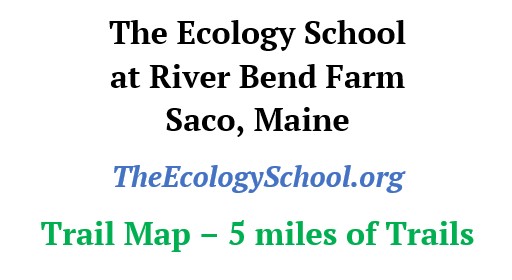 The Ecology School
at River Bend Farm
Saco, Maine
TheEcologySchool.org
Trail Map – 5 miles of Trails